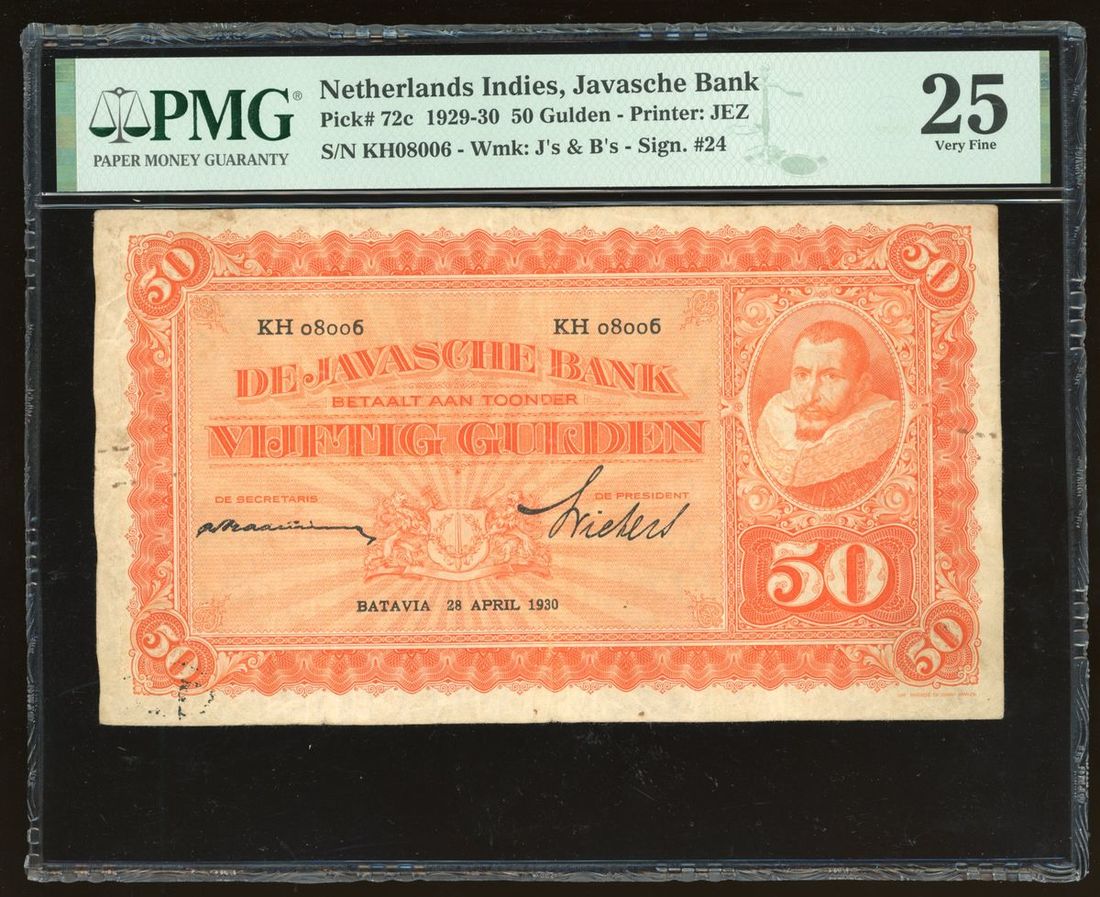 PMG®
PAPER MONEY GUARANTY
Netherlands Indies, Javasche Bank
Pick# 72c 1929-30 50 Gulden - Printer: JEZ
S/N KH08006 - Wmk: J's & B's - Sign. #24
25
Very Fine
50
50
KH 08006
KH 08006
DE JAVASCHE BANK
BETAALT AAN TOONDER
VIJFTIG GULDEN
DE SECRETARIS
DE PRESIDENT
50
BATAVIA 28 APRIL 1930
50
50